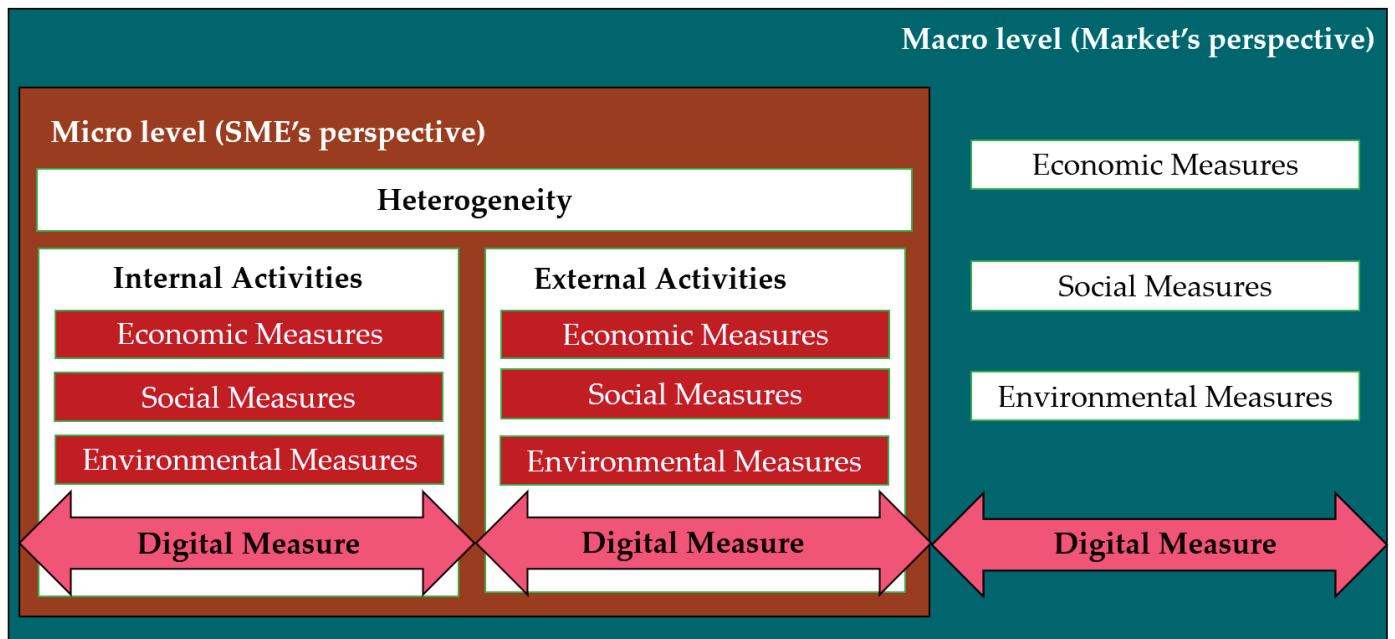 Macro level (Market's perspective)
Micro level (SME's perspective)
Heterogeneity
Internal Activities
Economic Measures
Social Measures
Environmental Measures
Digital Measure
External Activities
Economic Measures
Social Measures
Environmental Measures
Digital Measure
Economic Measures
Social Measures
Environmental Measures
Digital Measure